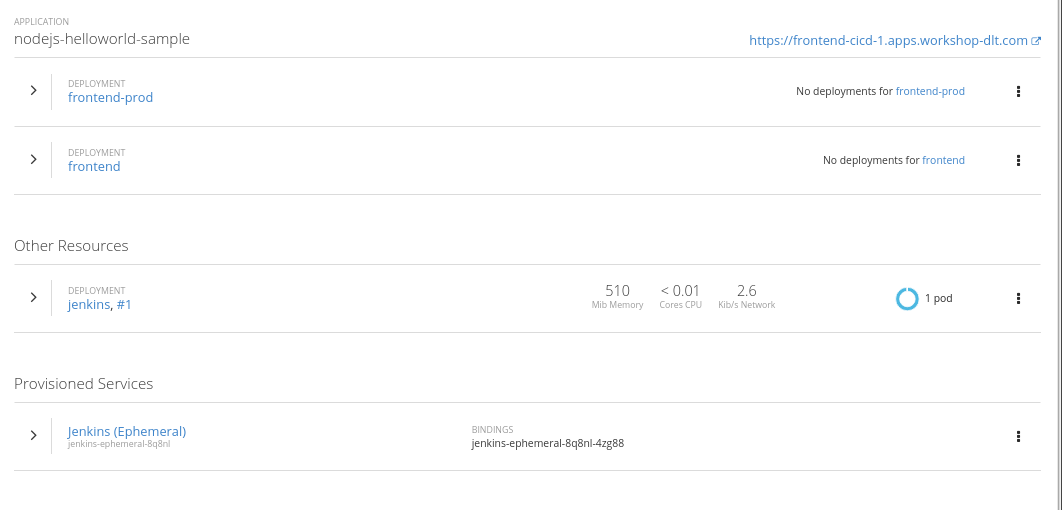 APPLICATION
nodejs-helloworld-sample
https://frontend-cicd-1.apps.workshop-dlt.com
DEPLOYMENT
frontend-prod
No deployments for frontend-prod
DEPLOYMENT
frontend
No deployments for frontend
Other Resources
DEPLOYMENT
jenkins, #1
510
Mib Memory
< 0.01
Cores CPU
2.6
Kib/s Network
1 pod
Provisioned Services
Jenkins (Ephemeral)
jenkins-ephemeral-8q8nl
BINDINGS
jenkins-ephemeral-8q8nl-4zg88